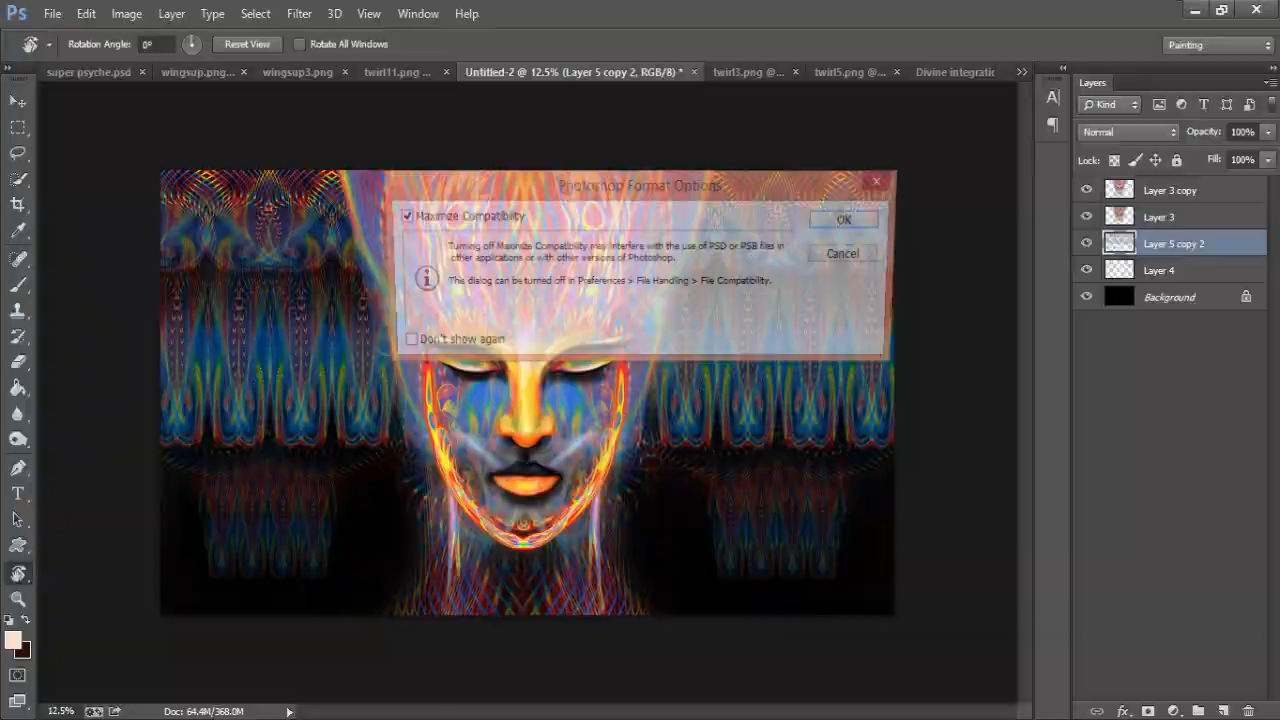 Ps File Edit Image Layer Type Select Filter 3D View Window Help
Rotation Angle: 0° Reset View Rotate All Windows Painting
super psyche.psd wingsup.png... wingsup3.png twirl11.png ... Untitled-2 @ 12.5% (Layer 5 copy 2, RGB/8) * twirl3.png @... twirl5.png @... Divine integratic
Layers
Kind
Normal Opacity: 100%
Lock: Fill: 100%
Layer 3 copy
Layer 3
Layer 5 copy 2
Layer 4
Background
Photoshop Format Options
Maximize Compatibility
OK
Turning off Maximize Compatibility may interfere with the use of PSD or PSB files in
other applications or with other versions of Photoshop.
Cancel
This dialog can be turned off in Preferences > File Handling > File Compatibility.
Don't show again
12.5% Doc: 64.4M/368.0M